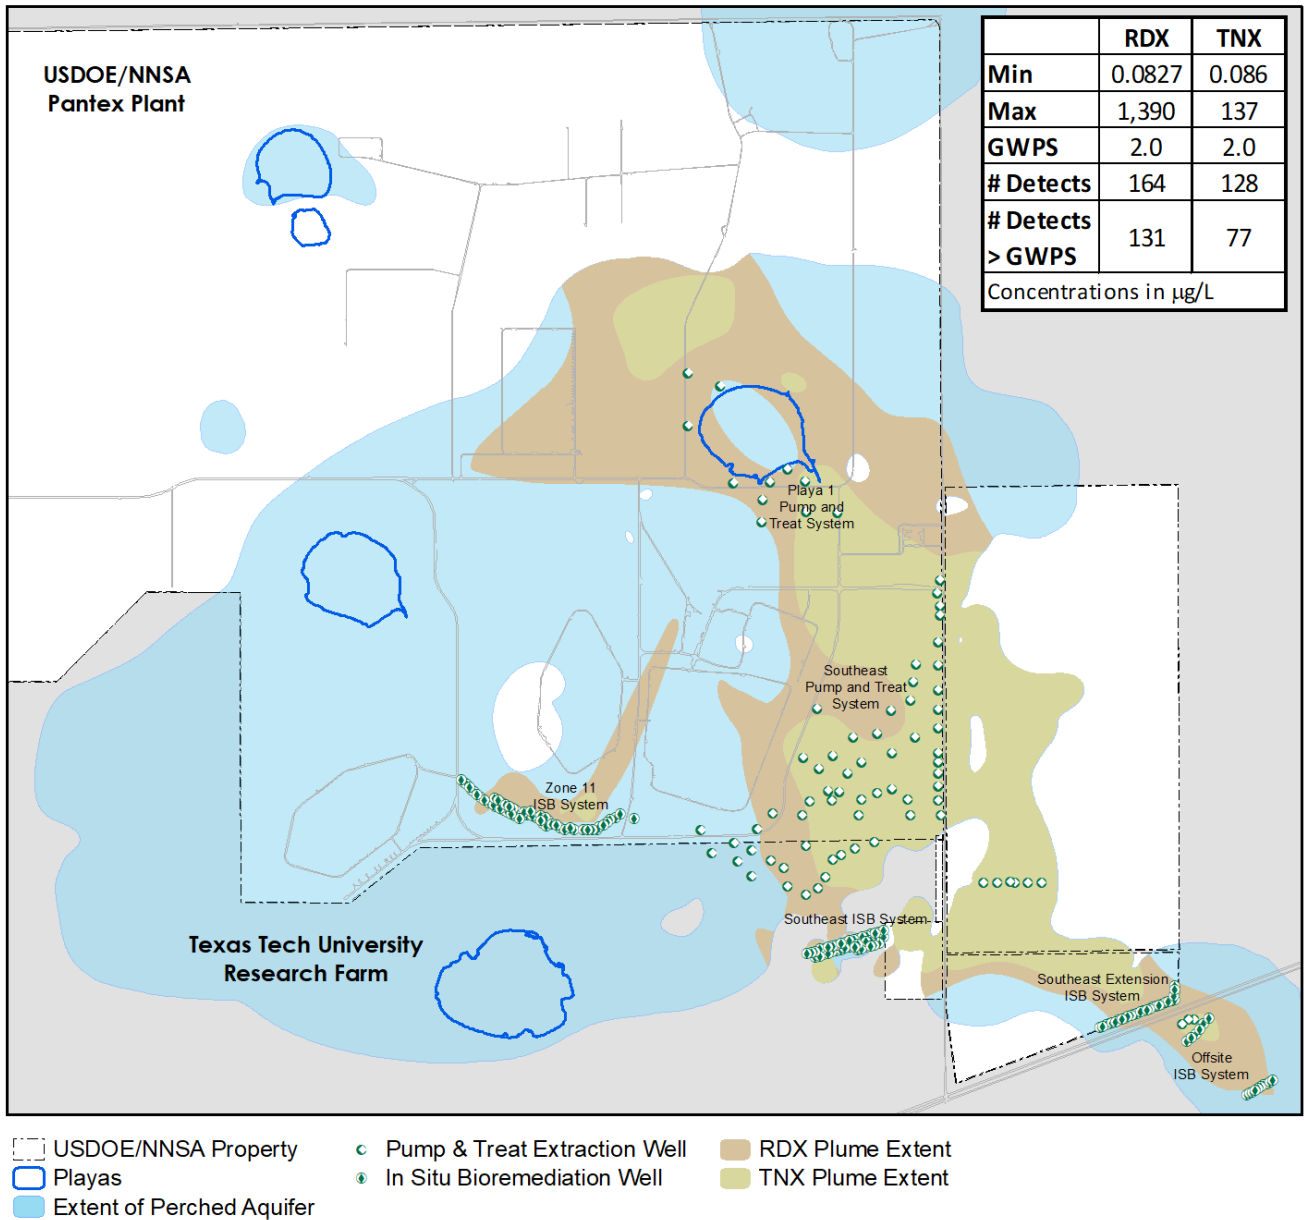 USDOE/NNSA
Pantex Plant
RDX TNX
Min 0.0827 0.086
Max 1,390 137
GWPS 2.0 2.0
# Detects 164 128
# Detects
> GWPS 131 77
Concentrations in µg/L
Playa 1
Pump and
Treat System
Southeast
Pump and Treat
System
Zone 11
ISB System
Southeast ISB System
Texas Tech University
Research Farm
Southeast Extension
ISB System
Offsite
ISB System
USDOE/NNSA Property
Playas
Extent of Perched Aquifer
Pump & Treat Extraction Well
In Situ Bioremediation Well
RDX Plume Extent
TNX Plume Extent